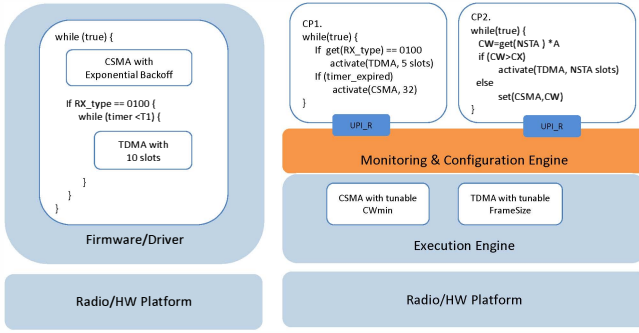 while (true) {
CSMA with
Exponential Backoff
If RX_type == 0100 {
while (timer <T1) {
TDMA with
10 slots
}
}
}
Firmware/Driver
Radio/HW Platform
CP1.
while(true) {
If get(RX_type) == 0100
activate(TDMA, 5 slots)
If (timer_expired)
activate(CSMA, 32)
}
UPI_R
CP2.
while(true) {
CW=get(NSTA ) *A
if (CW>CX)
activate(TDMA, NSTA slots)
else
set(CSMA,CW)
}
UPI_R
Monitoring & Configuration Engine
CSMA with tunable
CWmin
TDMA with tunable
FrameSize
Execution Engine
Radio/HW Platform